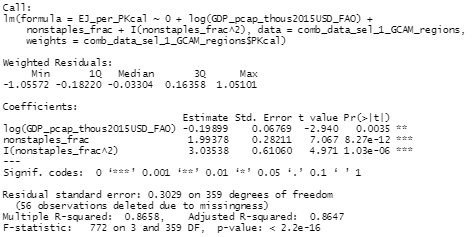 Call:
lm(formula = EJ_per_PKcal ~ 0 + log(GDP_pcap_thous2015USD_FAO) +
nonstaples_frac + I(nonstaples_frac^2), data = comb_data_sel_1_GCAM_regions,
weights = comb_data_sel_1_GCAM_regions$PKcal)
Weighted Residuals:
Min 1Q Median 3Q Max
-1.05572 -0.18220 -0.03304 0.16358 1.05101
Coefficients:
Estimate Std. Error t value Pr(>|t|)
log(GDP_pcap_thous2015USD_FAO) -0.19899 0.06769 -2.940 0.0035 **
nonstaples_frac 1.99378 0.28211 7.067 8.27e-12 ***
I(nonstaples_frac^2) 3.03538 0.61060 4.971 1.03e-06 ***
---
Signif. codes: 0 ‘***’ 0.001 ‘**’ 0.01 ‘*’ 0.05 ‘.’ 0.1 ‘ ’ 1
Residual standard error: 0.3029 on 359 degrees of freedom
(56 observations deleted due to missingness)
Multiple R-squared: 0.8658, Adjusted R-squared: 0.8647
F-statistic: 772 on 3 and 359 DF, p-value: < 2.2e-16